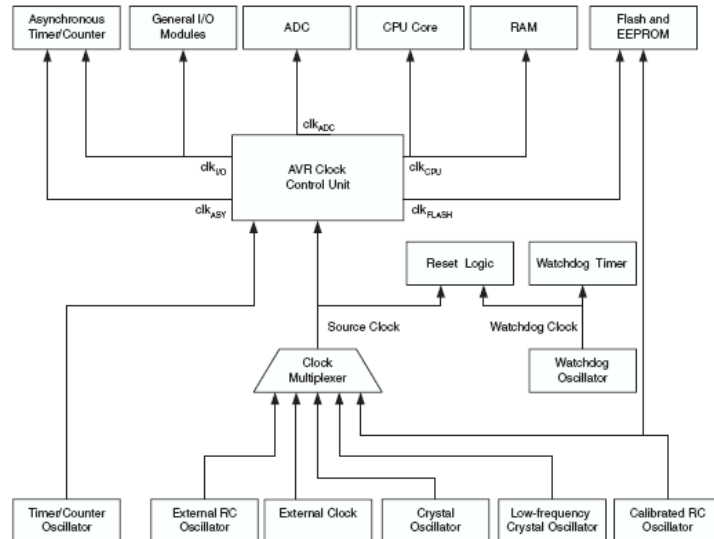 Asynchronous
Timer/Counter
General I/O
Modules
ADC
CPU Core
RAM
Flash and
EEPROM
clkADC
clkI/O
AVR Clock
Control Unit
clkCPU
clkASY
clkFLASH
Reset Logic
Watchdog Timer
Source Clock
Watchdog Clock
Clock
Multiplexer
Watchdog
Oscillator
Timer/Counter
Oscillator
External RC
Oscillator
External Clock
Crystal
Oscillator
Low-frequency
Crystal Oscillator
Calibrated RC
Oscillator